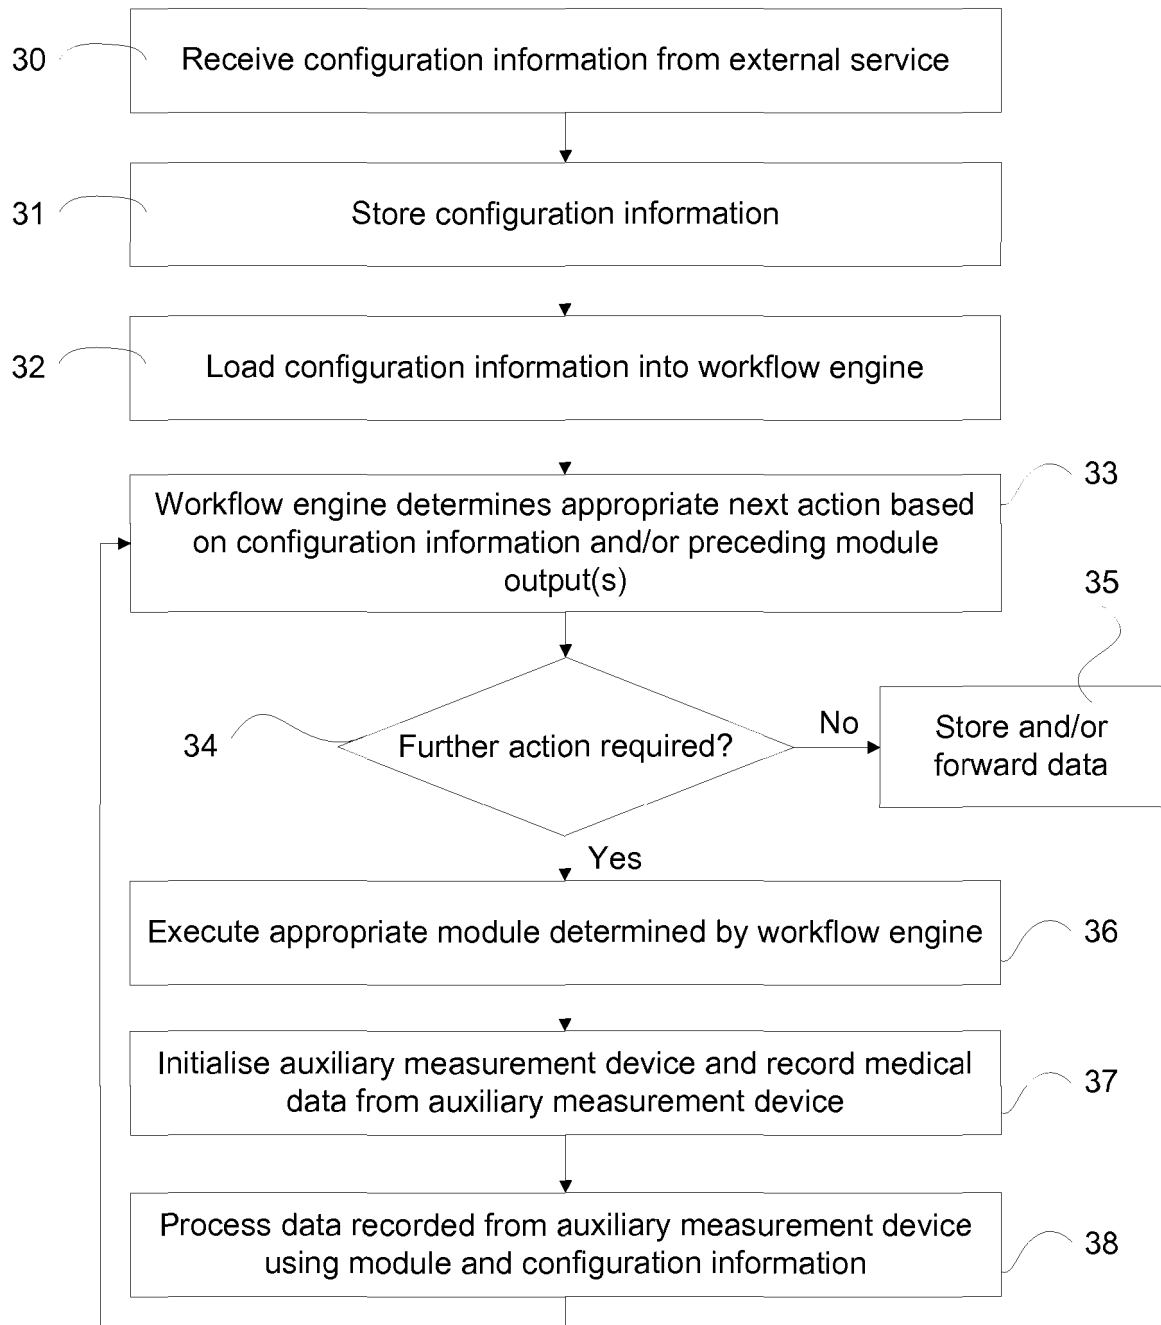 30
Receive configuration information from external service
31
Store configuration information
32
Load configuration information into workflow engine
33
Workflow engine determines appropriate next action based
on configuration information and/or preceding module
output(s)
35
34
Further action required?
No
Store and/or
forward data
Yes
Execute appropriate module determined by workflow engine
36
Initialise auxiliary measurement device and record medical
data from auxiliary measurement device
37
Process data recorded from auxiliary measurement device
using module and configuration information
38